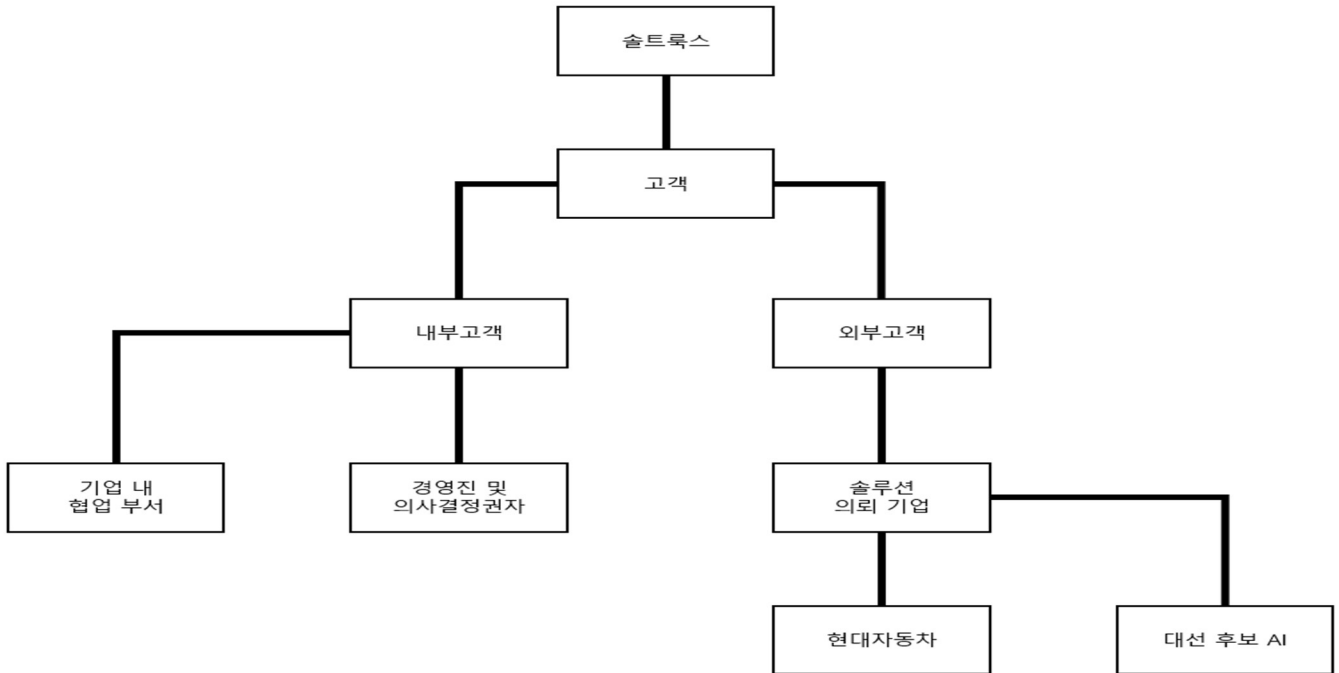 솔트룩스
고객
내부고객
외부고객
기업 내
협업 부서
경영진 및
의사결정권자
솔루션
의뢰 기업
현대자동차
대선 후보 AI